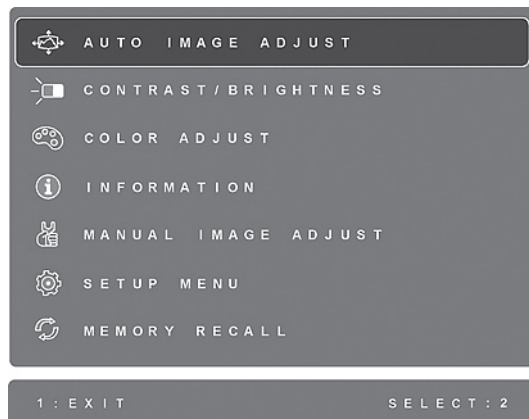 AUTO IMAGE ADJUST
CONTRAST/BRIGHTNESS
COLOR ADJUST
INFORMATION
MANUAL IMAGE ADJUST
SETUP MENU
MEMORY RECALL
1:EXIT SELECT:2